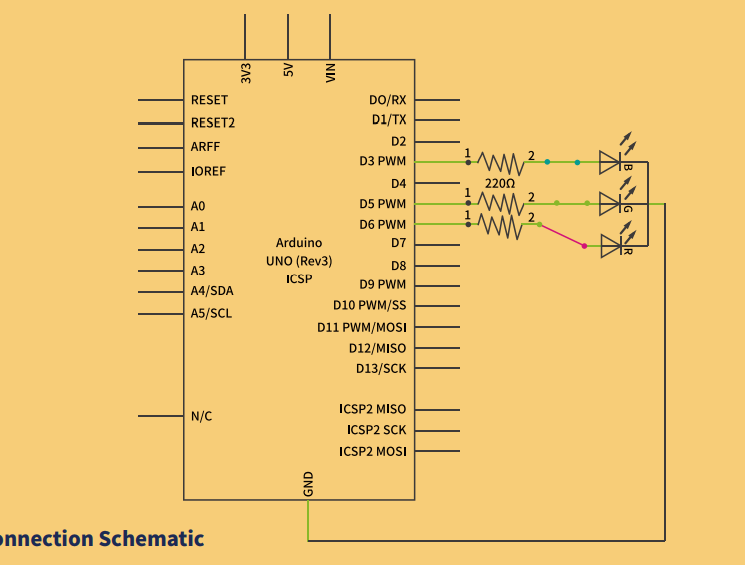 3V3 5V VIN
RESET
RESET2
ARFF
IOREF
A0
A1
A2
A3
A4/SDA
A5/SCL
N/C
Arduino
UNO (Rev3)
ICSP
DO/RX
D1/TX
D2
D3 PWM
D4
D5 PWM
D6 PWM
D7
D8
D9 PWM
D10 PWM/SS
D11 PWM/MOSI
D12/MISO
D13/SCK
ICSP2 MISO
ICSP2 SCK
ICSP2 MOSI
GND
1 2
220Ω
1 2
1 2
B
G
R
onnection Schematic